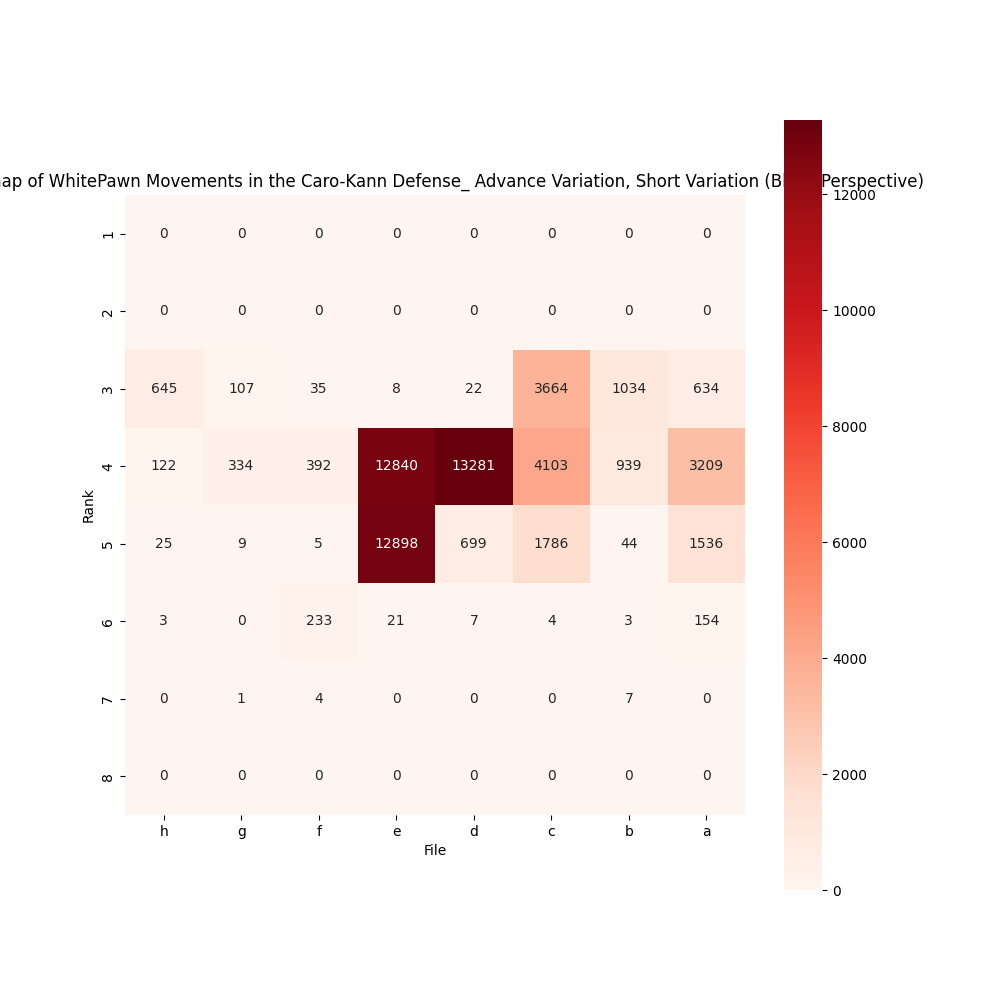 ap of WhitePawn Movements in the Caro-Kann Defense_ Advance Variation, Short Variation (B Perspective)
12000
1 0 0 0 0 0 0 0 0
2 0 0 0 0 0 0 0 0
10000
3 645 107 35 8 22 3664 1034 634
8000
4 122 334 392 12840 13281 4103 939 3209
Rank
5 25 9 5 12898 699 1786 44 1536
6000
6 3 0 233 21 7 4 3 154
4000
7 0 1 4 0 0 0 7 0
2000
8 0 0 0 0 0 0 0 0
h g f e d c b a
File
0